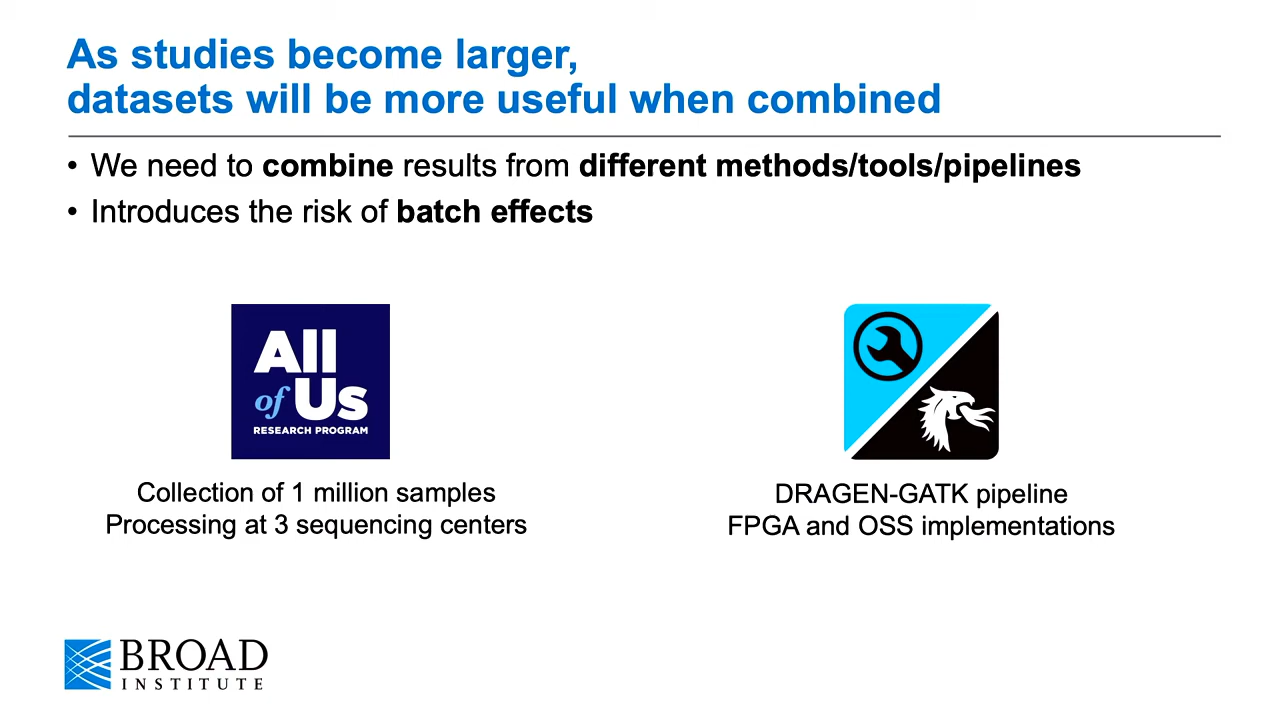 As studies become larger,
datasets will be more useful when combined
• We need to combine results from different methods/tools/pipelines
• Introduces the risk of batch effects
All
of Us
RESEARCH PROGRAM
Collection of 1 million samples
Processing at 3 sequencing centers
DRAGEN-GATK pipeline
FPGA and OSS implementations
BROAD
INSTITUTE